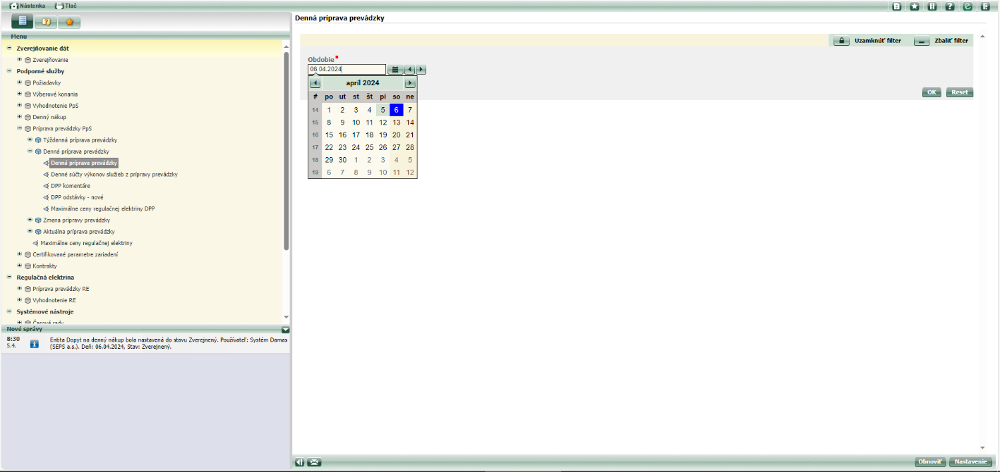 Nástenka Tlač
Menu
Zverejňovanie dát
Zverejňovanie
Podporné služby
Požiadavky
Výberové konania
Vyhodnotenie PpS
Denný nákup
Príprava prevádzky PpS
Týždenná príprava prevádzky
Denná príprava prevádzky
Denná príprava prevádzky
Denné súčty výkonov služieb z prípravy prevádzky
DPP komentáre
DPP odstávky - nové
Maximálne ceny regulačnej elektriny DPP
Zmena prípravy prevádzky
Aktuálna príprava prevádzky
Maximálne ceny regulačnej elektriny
Certifikované parametre zariadení
Kontrakty
Regulačná elektrina
Príprava prevádzky RE
Vyhodnotenie RE
Systémové nástroje
Časové rady
Nové správy
8:30
5.4.
Entita Dopyt na denný nákup bola nastavená do stavu Zverejnený. Používateľ: Systém Damas
(SEPS a.s.). Deň: 06.04.2024, Stav: Zverejnený.
Denná príprava prevádzky
Uzamknúť filter Zbaliť filter
Obdobie
06.04.2024
apríl 2024
# po ut st št pi so ne
14 1 2 3 4 5 6 7
15 8 9 10 11 12 13 14
16 15 16 17 18 19 20 21
17 22 23 24 25 26 27 28
18 29 30 1 2 3 4 5
19 6 7 8 9 10 11 12
OK Reset
Obnoviť Nastavenie